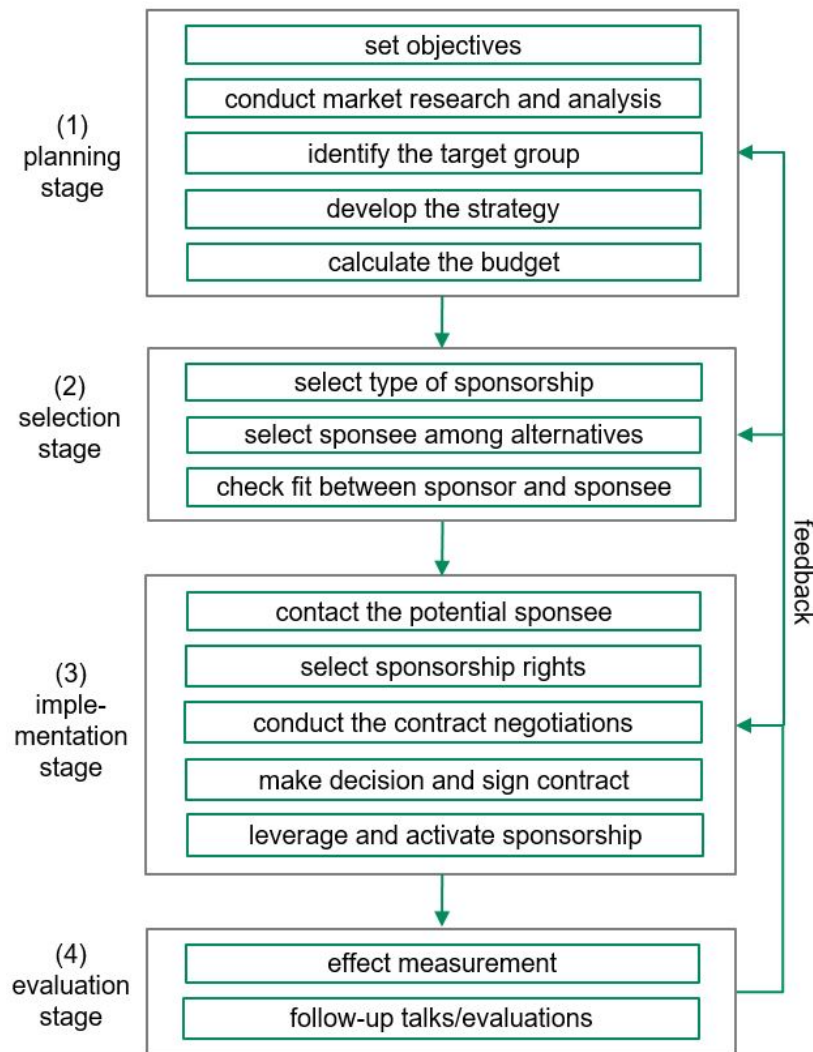 (1)
planning
stage
set objectives
conduct market research and analysis
identify the target group
develop the strategy
calculate the budget
(2)
selection
stage
select type of sponsorship
select sponsee among alternatives
check fit between sponsor and sponsee
(3)
imple-
mentation
stage
contact the potential sponsee
select sponsorship rights
conduct the contract negotiations
make decision and sign contract
leverage and activate sponsorship
(4)
evaluation
stage
effect measurement
follow-up talks/evaluations
feedback